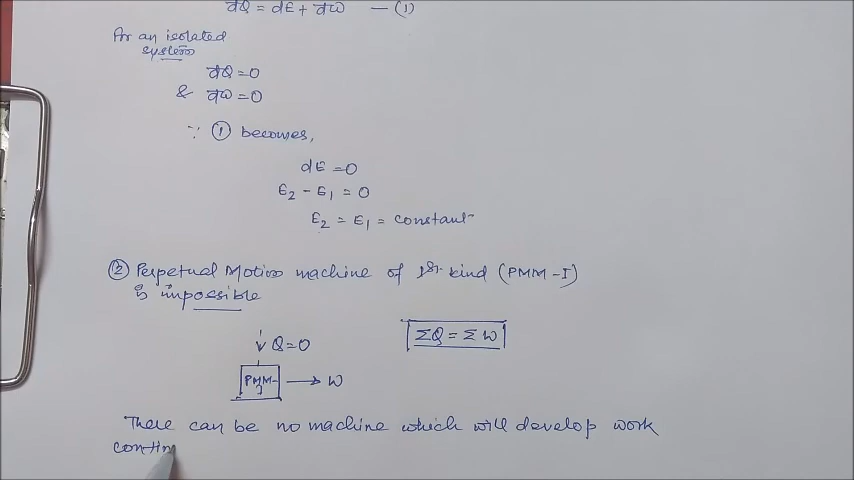 đQ = dE + đW — (1)
For an isolated
system
đQ = 0
& đW = 0
∵ ① becomes,
dE = 0
E₂ - E₁ = 0
E₂ = E₁ = constant
② Perpetual Motion machine of 1st kind (PMM-I)
is impossible
Q = 0
ΣQ = ΣW
PMM-I → W
There can be no machine which will develop work
contin